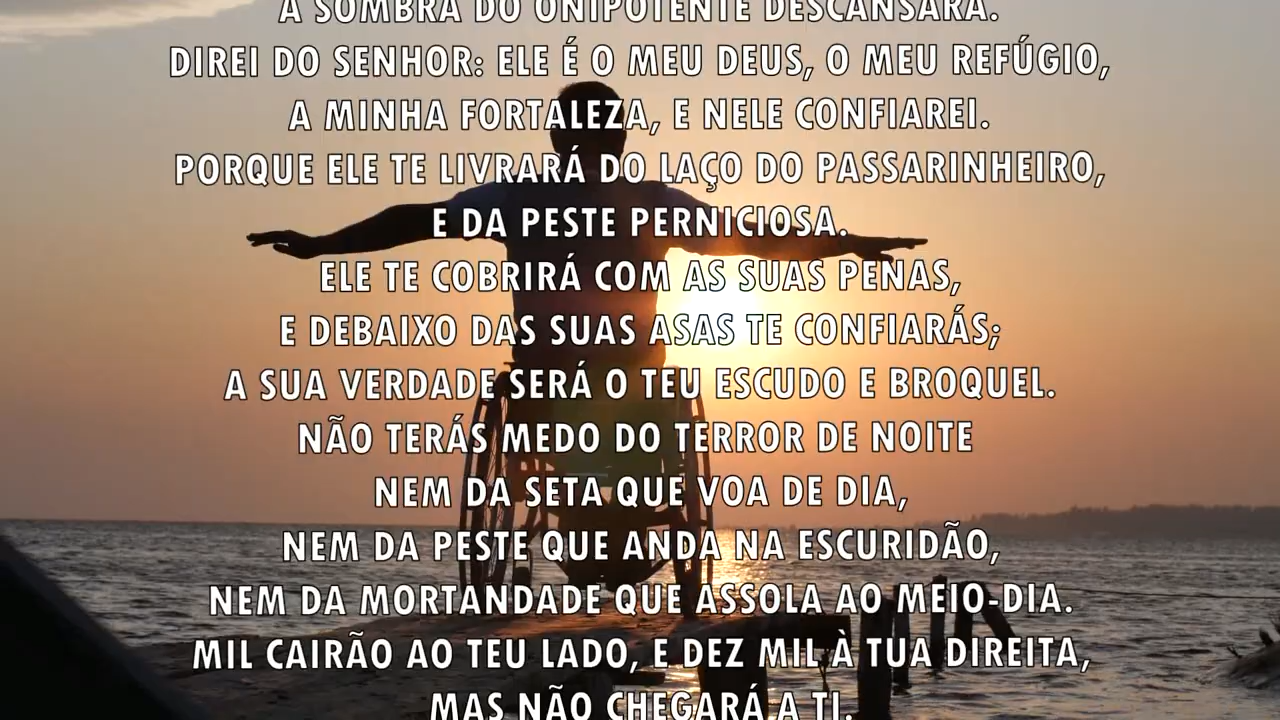 À SOMBRA DO ONIPOTENTE DESCANSARÁ.
DIREI DO SENHOR: ELE É O MEU DEUS, O MEU REFÚGIO,
A MINHA FORTALEZA, E NELE CONFIAREI.
PORQUE ELE TE LIVRARÁ DO LAÇO DO PASSARINHEIRO,
E DA PESTE PERNICIOSA.
ELE TE COBRIRÁ COM AS SUAS PENAS,
E DEBAIXO DAS SUAS ASAS TE CONFIARÁS;
A SUA VERDADE SERÁ O TEU ESCUDO E BROQUEL.
NÃO TERÁS MEDO DO TERROR DE NOITE
NEM DA SETA QUE VOA DE DIA,
NEM DA PESTE QUE ANDA NA ESCURIDÃO,
NEM DA MORTANDADE QUE ASSOLA AO MEIO-DIA.
MIL CAIRÃO AO TEU LADO, E DEZ MIL À TUA DIREITA,
MAS NÃO CHEGARÁ A TI.